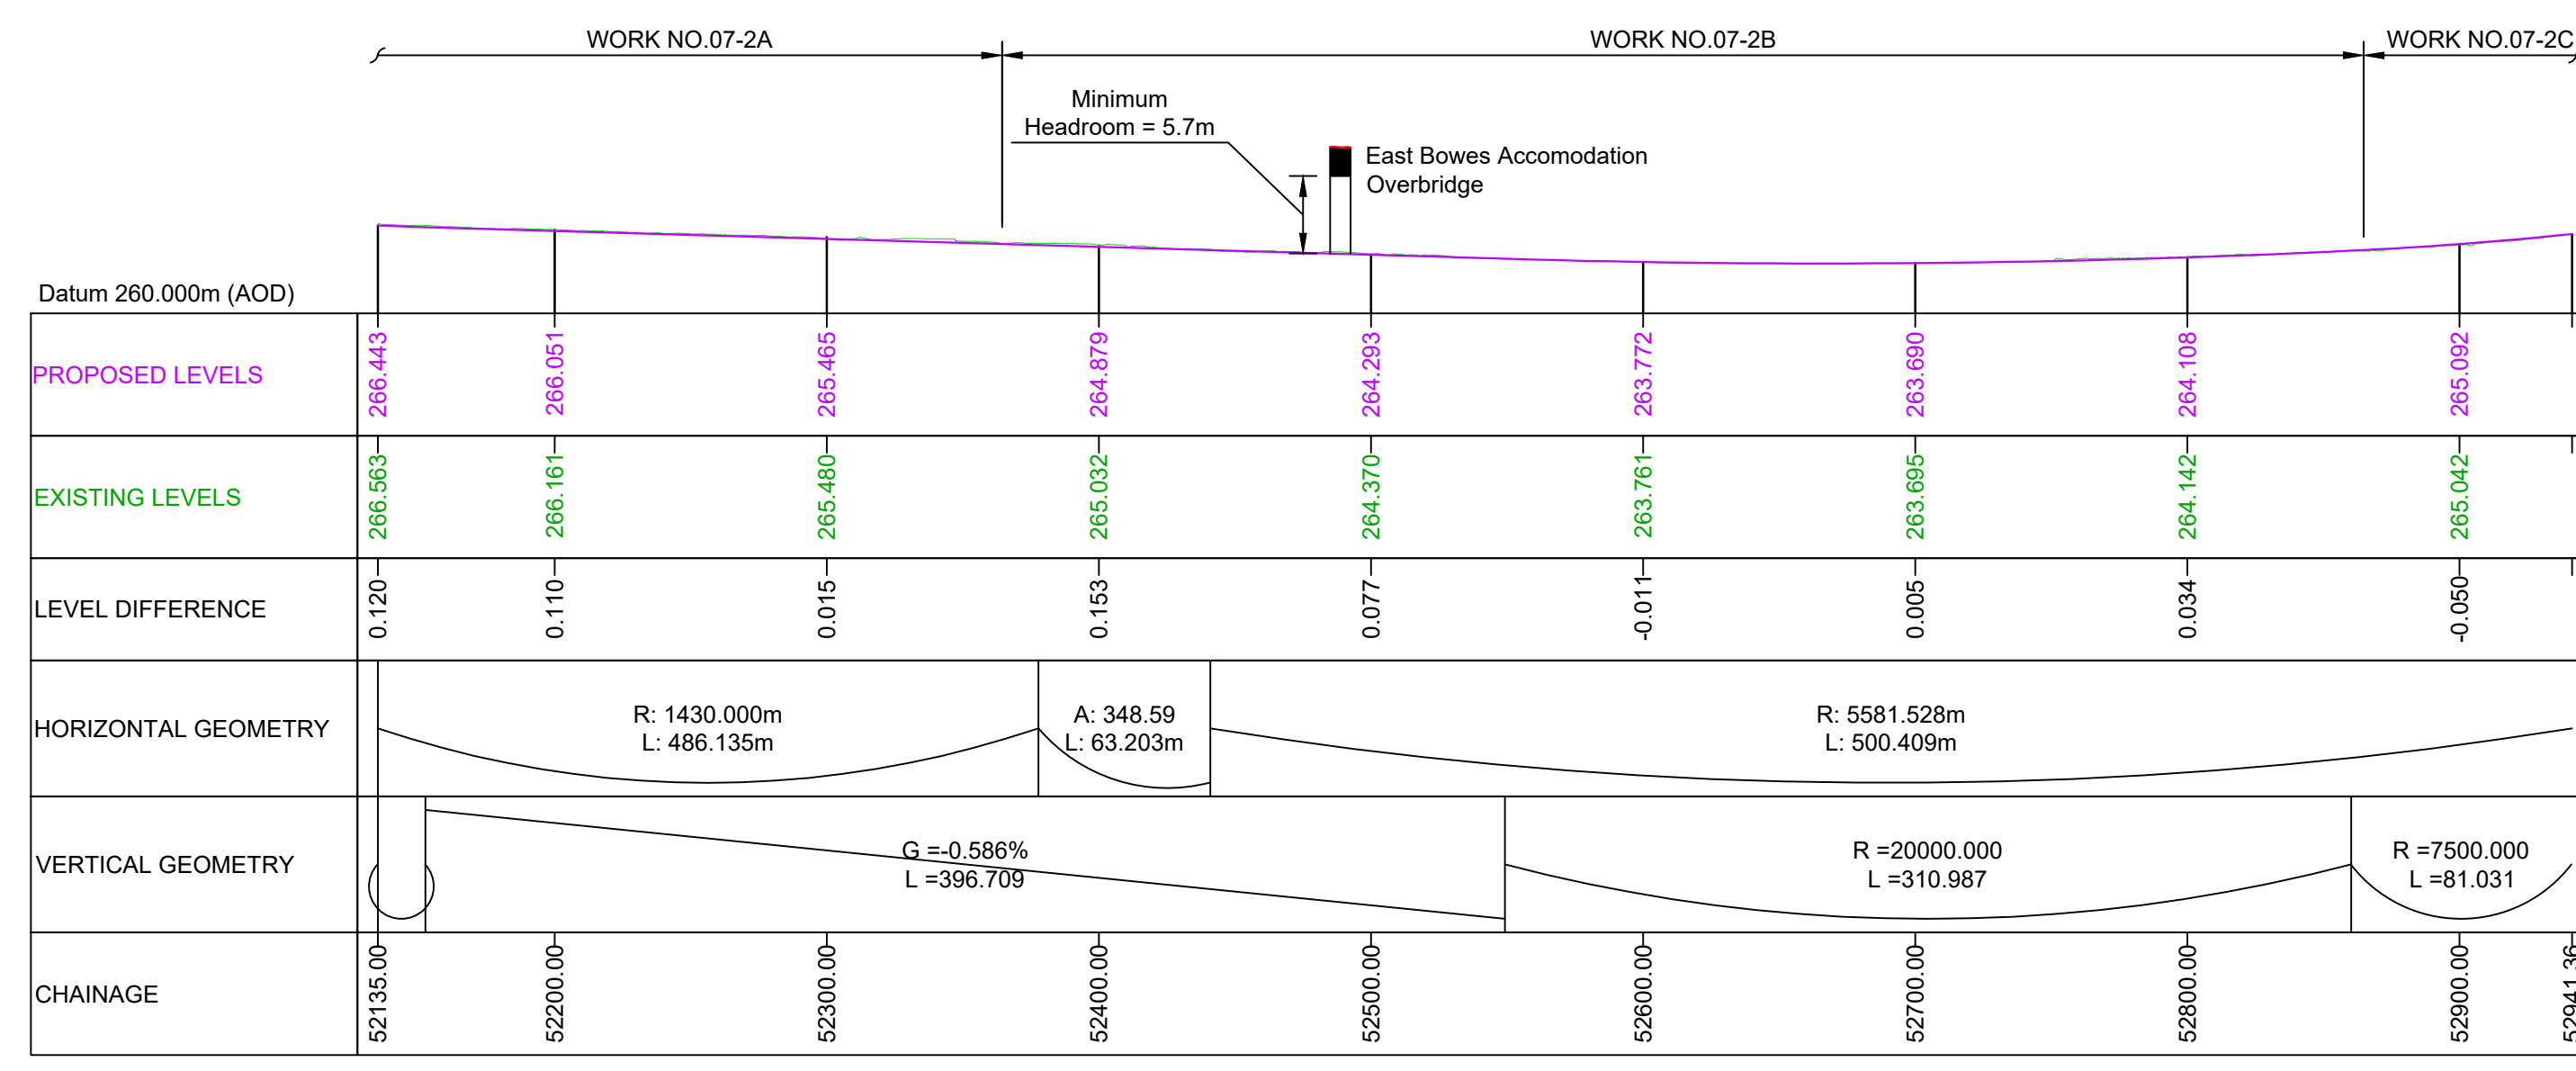 WORK NO.07-2A
WORK NO.07-2B
WORK NO.07-2C
Minimum
Headroom = 5.7m
East Bowes Accomodation
Overbridge
Datum 260.000m (AOD)
PROPOSED LEVELS
266.443
266.051
265.465
264.879
264.293
263.772
263.690
264.108
265.092
EXISTING LEVELS
266.563
266.161
265.480
265.032
264.370
263.761
263.695
264.142
265.042
LEVEL DIFFERENCE
0.120
0.110
0.015
0.153
0.077
-0.011
0.005
0.034
-0.050
HORIZONTAL GEOMETRY
R: 1430.000m
L: 486.135m
A: 348.59
L: 63.203m
R: 5581.528m
L: 500.409m
VERTICAL GEOMETRY
G =-0.586%
L =396.709
R =20000.000
L =310.987
R =7500.000
L =81.031
CHAINAGE
52135.00
52200.00
52300.00
52400.00
52500.00
52600.00
52700.00
52800.00
52900.00
52941.36